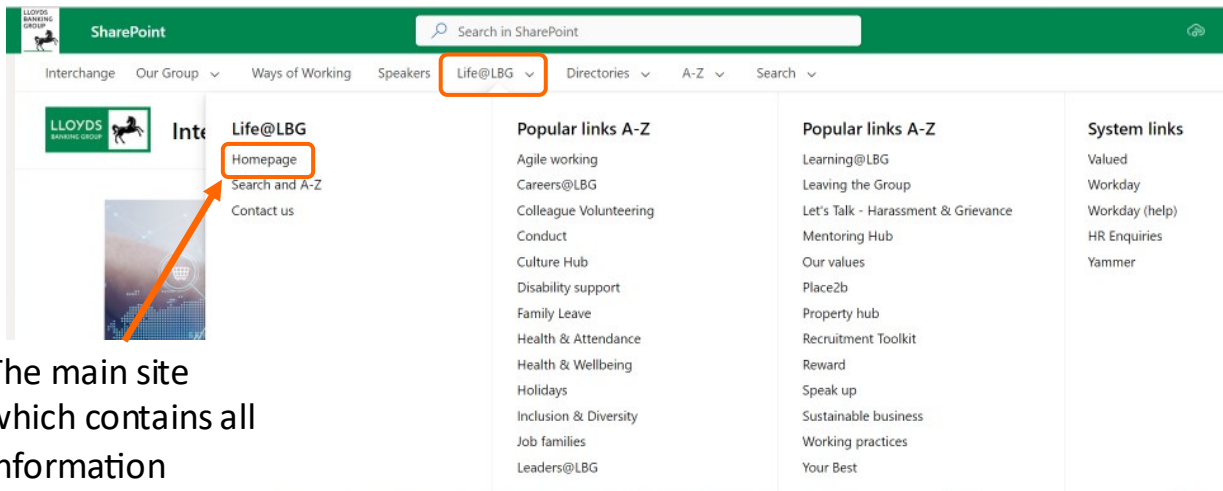 LLOYDS
BANKING
GROUP
SharePoint
Search in SharePoint
Interchange Our Group Ways of Working Speakers Life@LBG Directories A-Z Search
LLOYDS
BANKING GROUP
Inte
Life@LBG
Homepage
Search and A-Z
Contact us
Popular links A-Z
Agile working
Careers@LBG
Colleague Volunteering
Conduct
Culture Hub
Disability support
Family Leave
Health & Attendance
Health & Wellbeing
Holidays
Inclusion & Diversity
Job families
Leaders@LBG
Popular links A-Z
Learning@LBG
Leaving the Group
Let's Talk - Harassment & Grievance
Mentoring Hub
Our values
Place2b
Property hub
Recruitment Toolkit
Reward
Speak up
Sustainable business
Working practices
Your Best
System links
Valued
Workday
Workday (help)
HR Enquiries
Yammer
The main site
which contains all
information